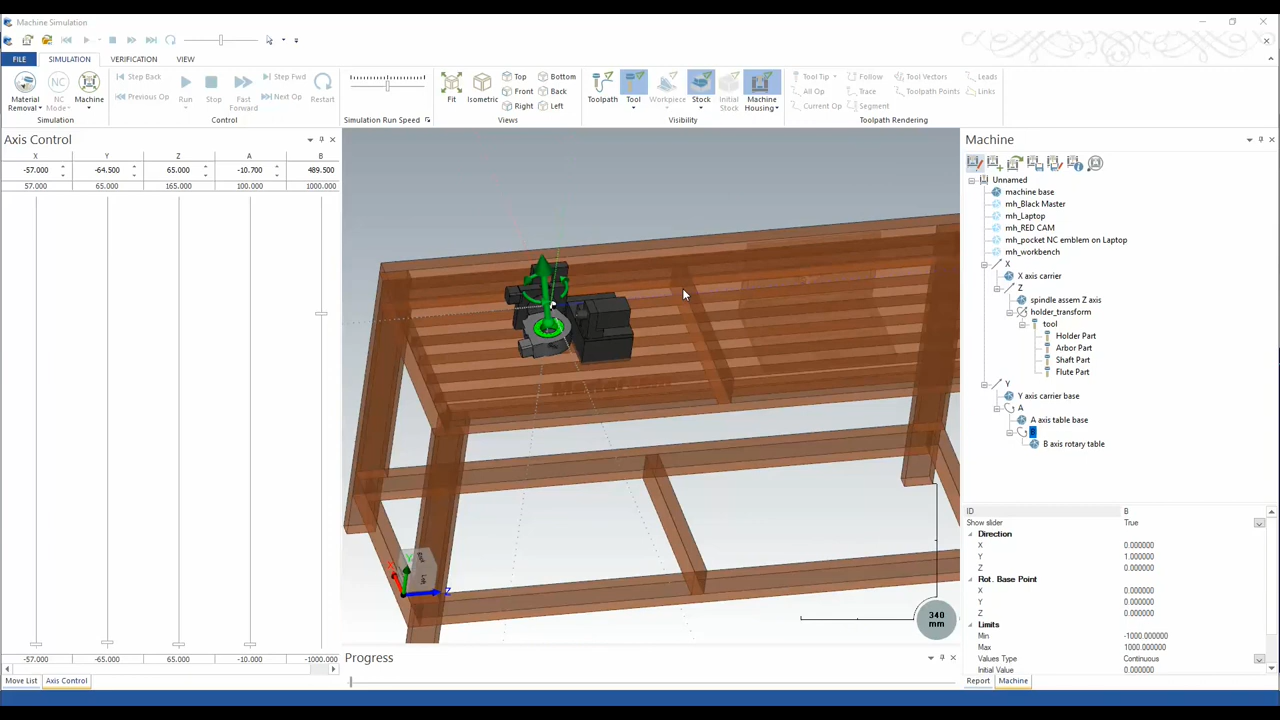 Machine Simulation
FILE SIMULATION VERIFICATION VIEW
Material Removal
NC Mode
Machine
Simulation
Step Back
Previous Op
Run
Stop
Fast Forward
Step Fwd
Next Op
Restart
Control
Simulation Run Speed
Fit
Isometric
Top
Front
Right
Bottom
Back
Left
Views
Toolpath
Tool
Workpiece
Stock
Initial Stock
Machine Housing
Visibility
Tool Tip
All Op
Current Op
Follow
Trace
Segment
Tool Vectors
Toolpath Points
Leads
Links
Toolpath Rendering
Axis Control
X Y Z A B
-57.000 -64.500 65.000 -10.700 489.500
57.000 65.000 165.000 100.000 1000.000
-57.000 -65.000 65.000 -10.000 -1000.000
Move List Axis Control
X Y Z
340 mm
Progress
Machine
Unnamed
machine base
mh_Black Master
mh_Laptop
mh_RED CAM
mh_pocket NC emblem on Laptop
mh_workbench
X
X axis carrier
Z
spindle assem Z axis
holder_transform
tool
Holder Part
Arbor Part
Shaft Part
Flute Part
Y
Y axis carrier base
A
A axis table base
B axis rotary table
ID B
Show slider True
Direction
X 0.000000
Y 1.000000
Z 0.000000
Rot. Base Point
X 0.000000
Y 0.000000
Z 0.000000
Limits
Min -1000.000000
Max 1000.000000
Values Type Continuous
Initial Value 0.000000
Report Machine